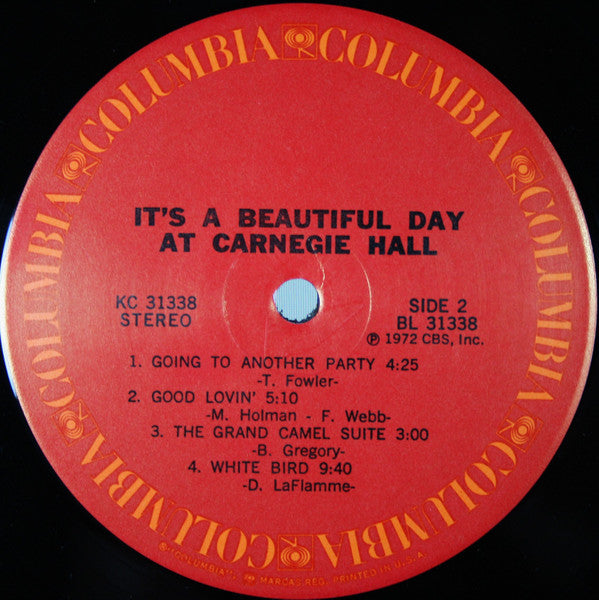 COLUMBIA COLUMBIA COLUMBIA COLUMBIA COLUMBIA COLUMBIA
IT'S A BEAUTIFUL DAY
AT CARNEGIE HALL
KC 31338
STEREO
SIDE 2
BL 31338
Ⓟ 1972 CBS, Inc.
1. GOING TO ANOTHER PARTY 4:25
-T. Fowler-
2. GOOD LOVIN' 5:10
-M. Holman - F. Webb-
3. THE GRAND CAMEL SUITE 3:00
-B. Gregory-
4. WHITE BIRD 9:40
-D. LaFlamme-
"COLUMBIA", MARCAS REG. PRINTED IN U.S.A.